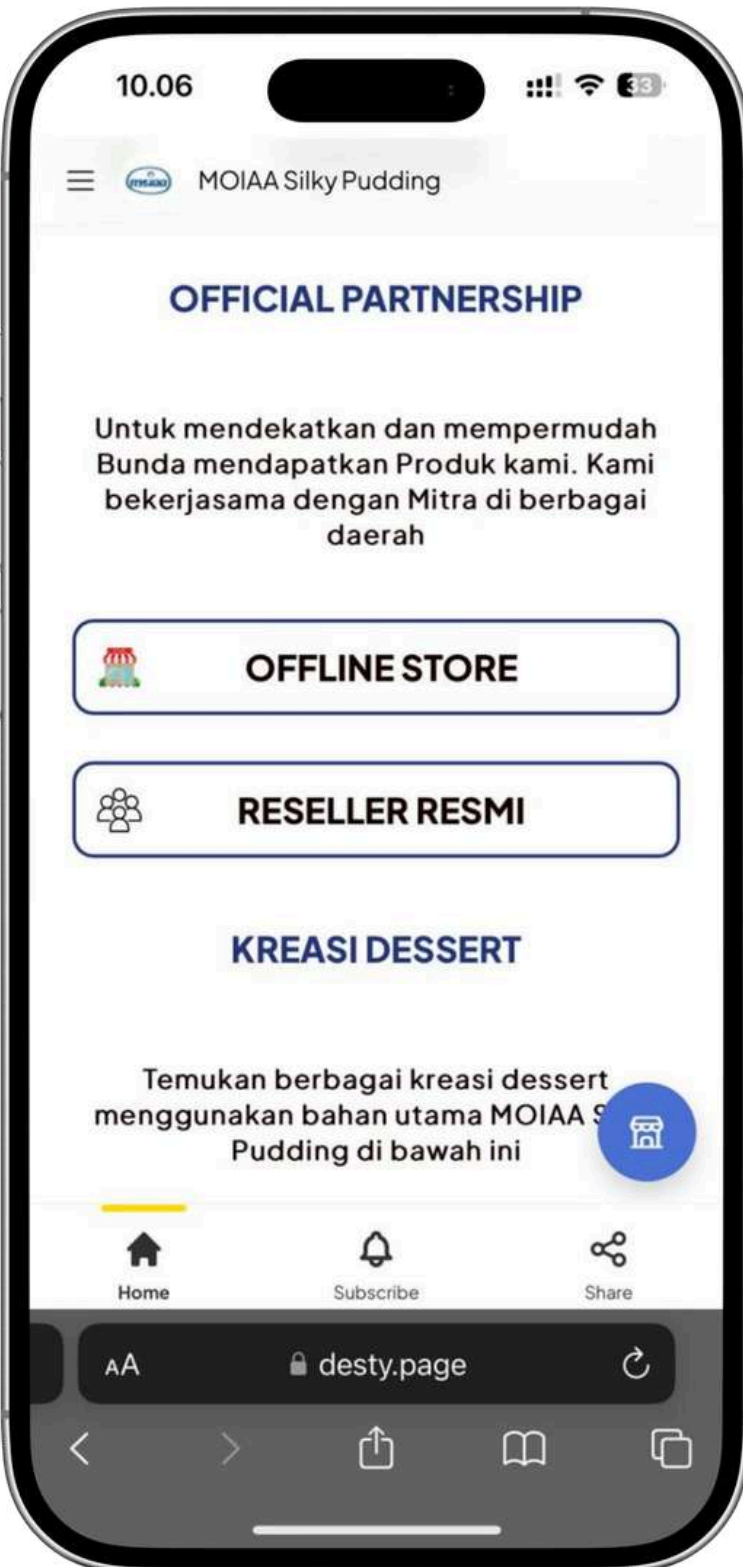 10.06
33
MOIAA Silky Pudding
OFFICIAL PARTNERSHIP
Untuk mendekatkan dan mempermudah
Bunda mendapatkan Produk kami. Kami
bekerjasama dengan Mitra di berbagai
daerah
OFFLINE STORE
RESELLER RESMI
KREASI DESSERT
Temukan berbagai kreasi dessert
menggunakan bahan utama MOIAA S
Pudding di bawah ini
Home Subscribe Share
AA desty.page